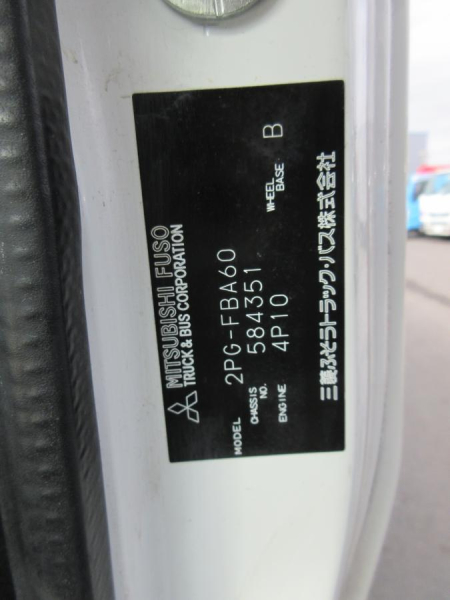 MITSUBISHI FUSO
TRUCK & BUS CORPORATION
MODEL 2PG-FBA60
CHASSIS NO. 584351
ENGINE 4P10 WHEEL BASE B
三菱ふそうトラック・バス株式会社